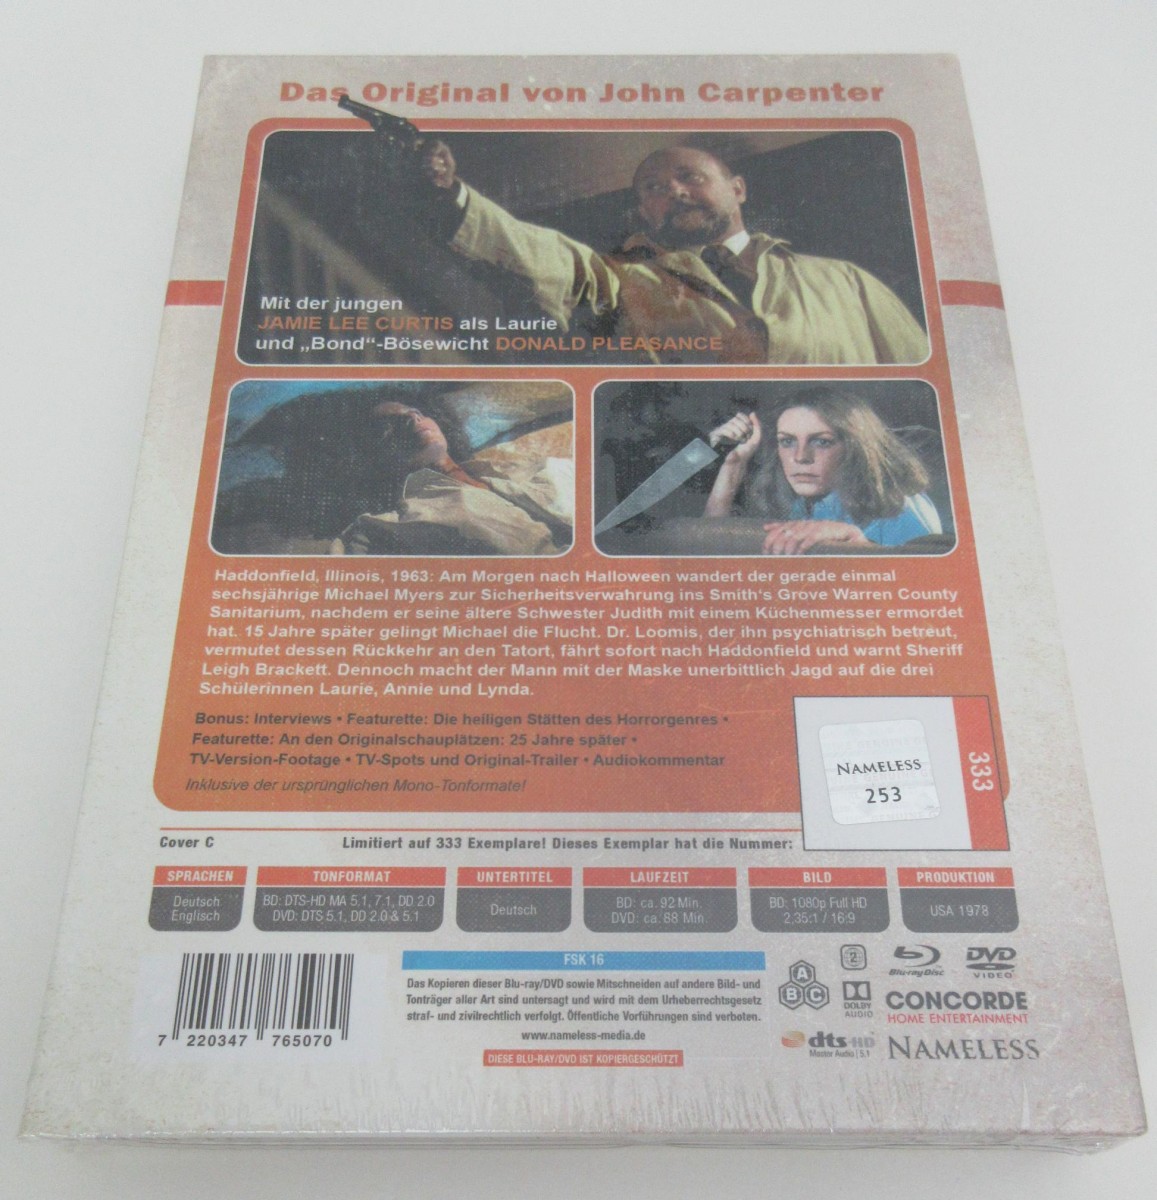 Das Original von John Carpenter
Mit der jungen
JAMIE LEE CURTIS als Laurie
und „Bond“-Bösewicht DONALD PLEASANCE
Haddonfield, Illinois, 1963: Am Morgen nach Halloween wandert der gerade einmal
sechsjährige Michael Myers zur Sicherheitsverwahrung ins Smith's Grove Warren County
Sanitarium, nachdem er seine ältere Schwester Judith mit einem Küchenmesser ermordet
hat. 15 Jahre später gelingt Michael die Flucht. Dr. Loomis, der ihn psychiatrisch betreut,
vermutet dessen Rückkehr an den Tatort, fährt sofort nach Haddonfield und warnt Sheriff
Leigh Brackett. Dennoch macht der Mann mit der Maske unerbittlich Jagd auf die drei
Schülerinnen Laurie, Annie und Lynda.
Bonus: Interviews • Featurette: Die heiligen Stätten des Horrorgenres •
Featurette: An den Originalschauplätzen: 25 Jahre später •
TV-Version-Footage • TV-Spots und Original-Trailer • Audiokommentar
Inklusive der ursprünglichen Mono-Tonformate!
NAMELESS
253
333
Cover C
Limitiert auf 333 Exemplare! Dieses Exemplar hat die Nummer:
SPRACHEN
Deutsch
Englisch
TONFORMAT
BD: DTS-HD MA 5.1, 7.1, DD 2.0
DVD: DTS 5.1, DD 2.0 & 5.1
UNTERTITEL
Deutsch
LAUFZEIT
BD: ca. 92 Min.
DVD: ca. 88 Min.
BILD
BD: 1080p Full HD
2,35:1 / 16:9
PRODUKTION
USA 1978
7 220347 765070
FSK 16
Das Kopieren dieser Blu-ray/DVD sowie Mitschneiden auf andere Bild- und
Tonträger aller Art sind untersagt und wird mit dem Urheberrechtsgesetz
straf- und zivilrechtlich verfolgt. Öffentliche Vorführungen sind verboten.
www.nameless-media.de
DIESE BLU-RAY/DVD IST KOPIERGESCHÜTZT
A
B C
2
Blu-ray Disc
DVD
VIDEO
DOLBY
AUDIO
CONCORDE
HOME ENTERTAINMENT
dts-HD
Master Audio | 5.1
NAMELESS